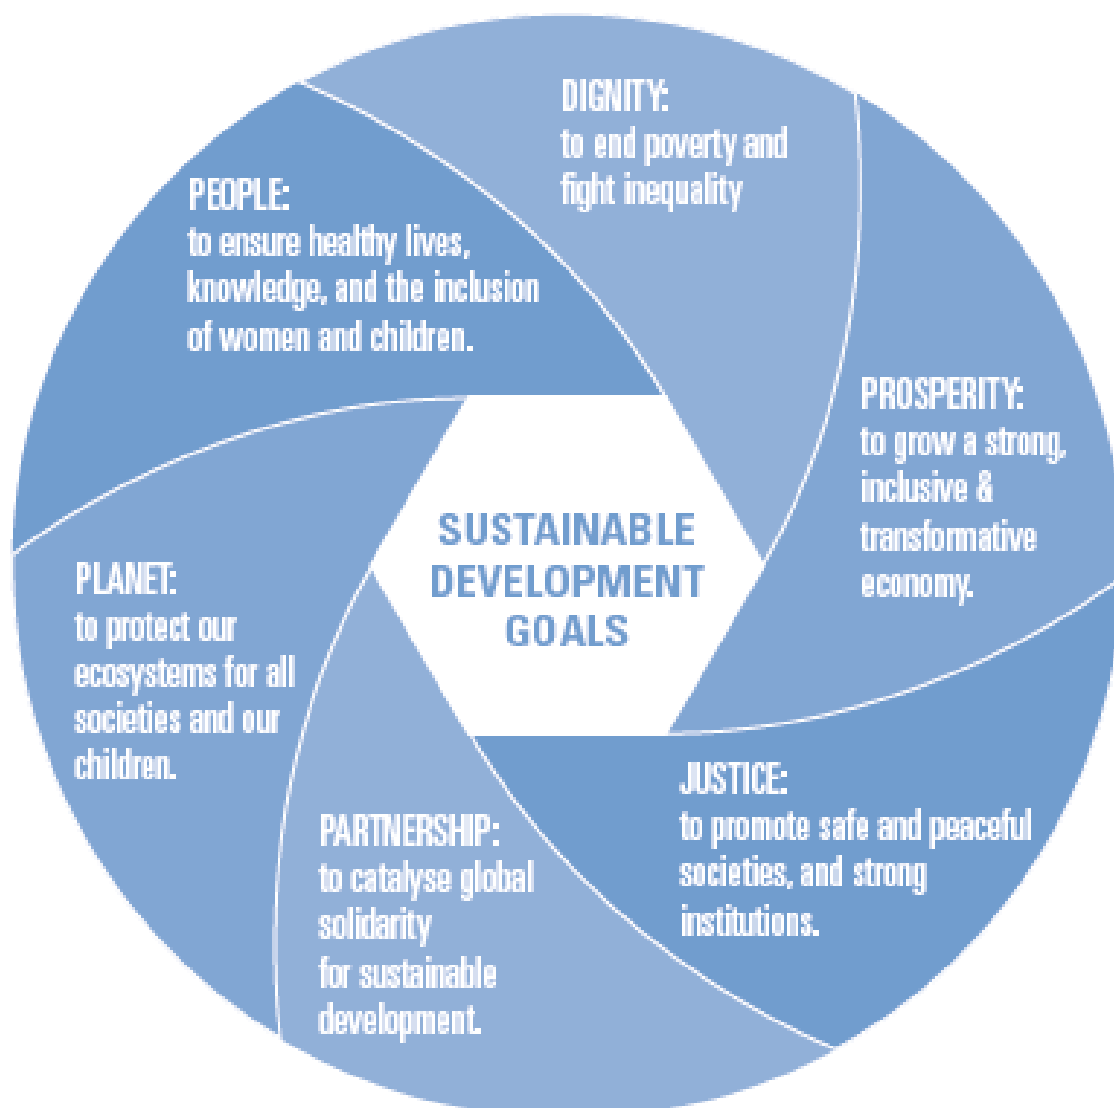 DIGNITY:
to end poverty and
fight inequality
PROSPERITY:
to grow a strong,
inclusive &
transformative
economy.
JUSTICE:
to promote safe and peaceful
societies, and strong
institutions.
PARTNERSHIP:
to catalyse global
solidarity
for sustainable
development.
PLANET:
to protect our
ecosystems for all
societies and our
children.
PEOPLE:
to ensure healthy lives,
knowledge, and the inclusion
of women and children.
SUSTAINABLE
DEVELOPMENT
GOALS